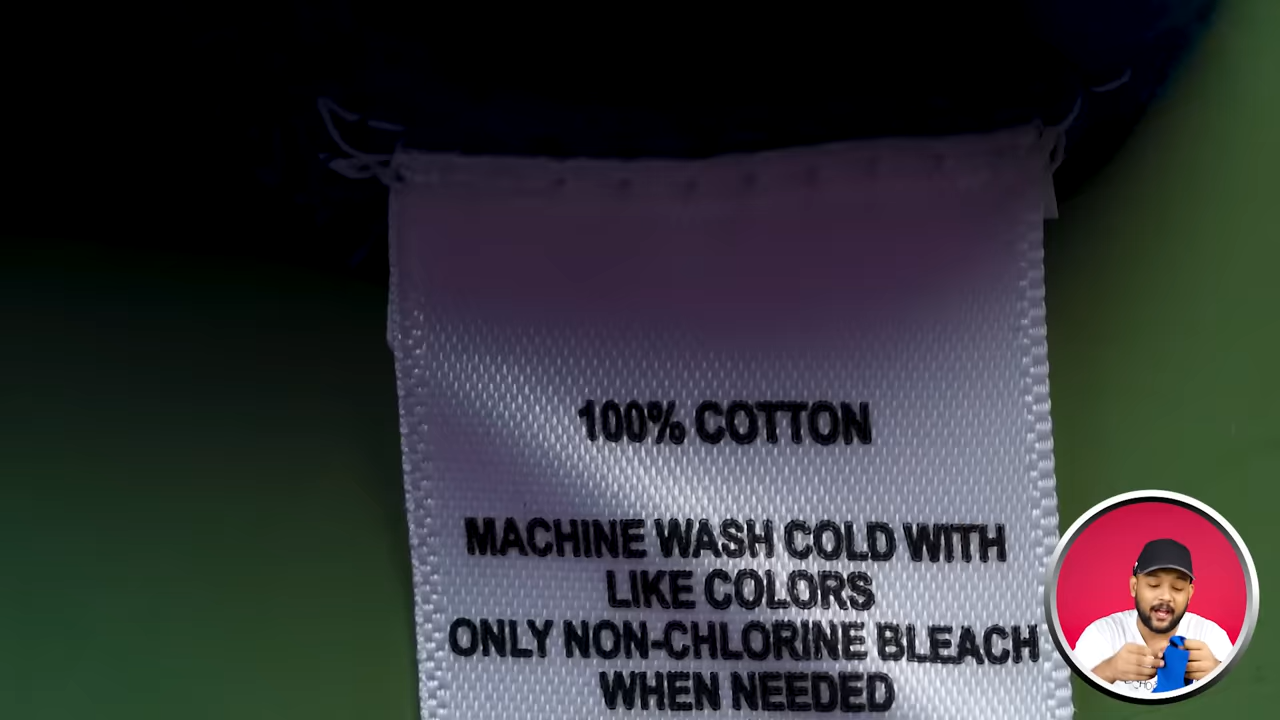 100% COTTON
MACHINE WASH COLD WITH
LIKE COLORS
ONLY NON-CHLORINE BLEACH
WHEN NEEDED